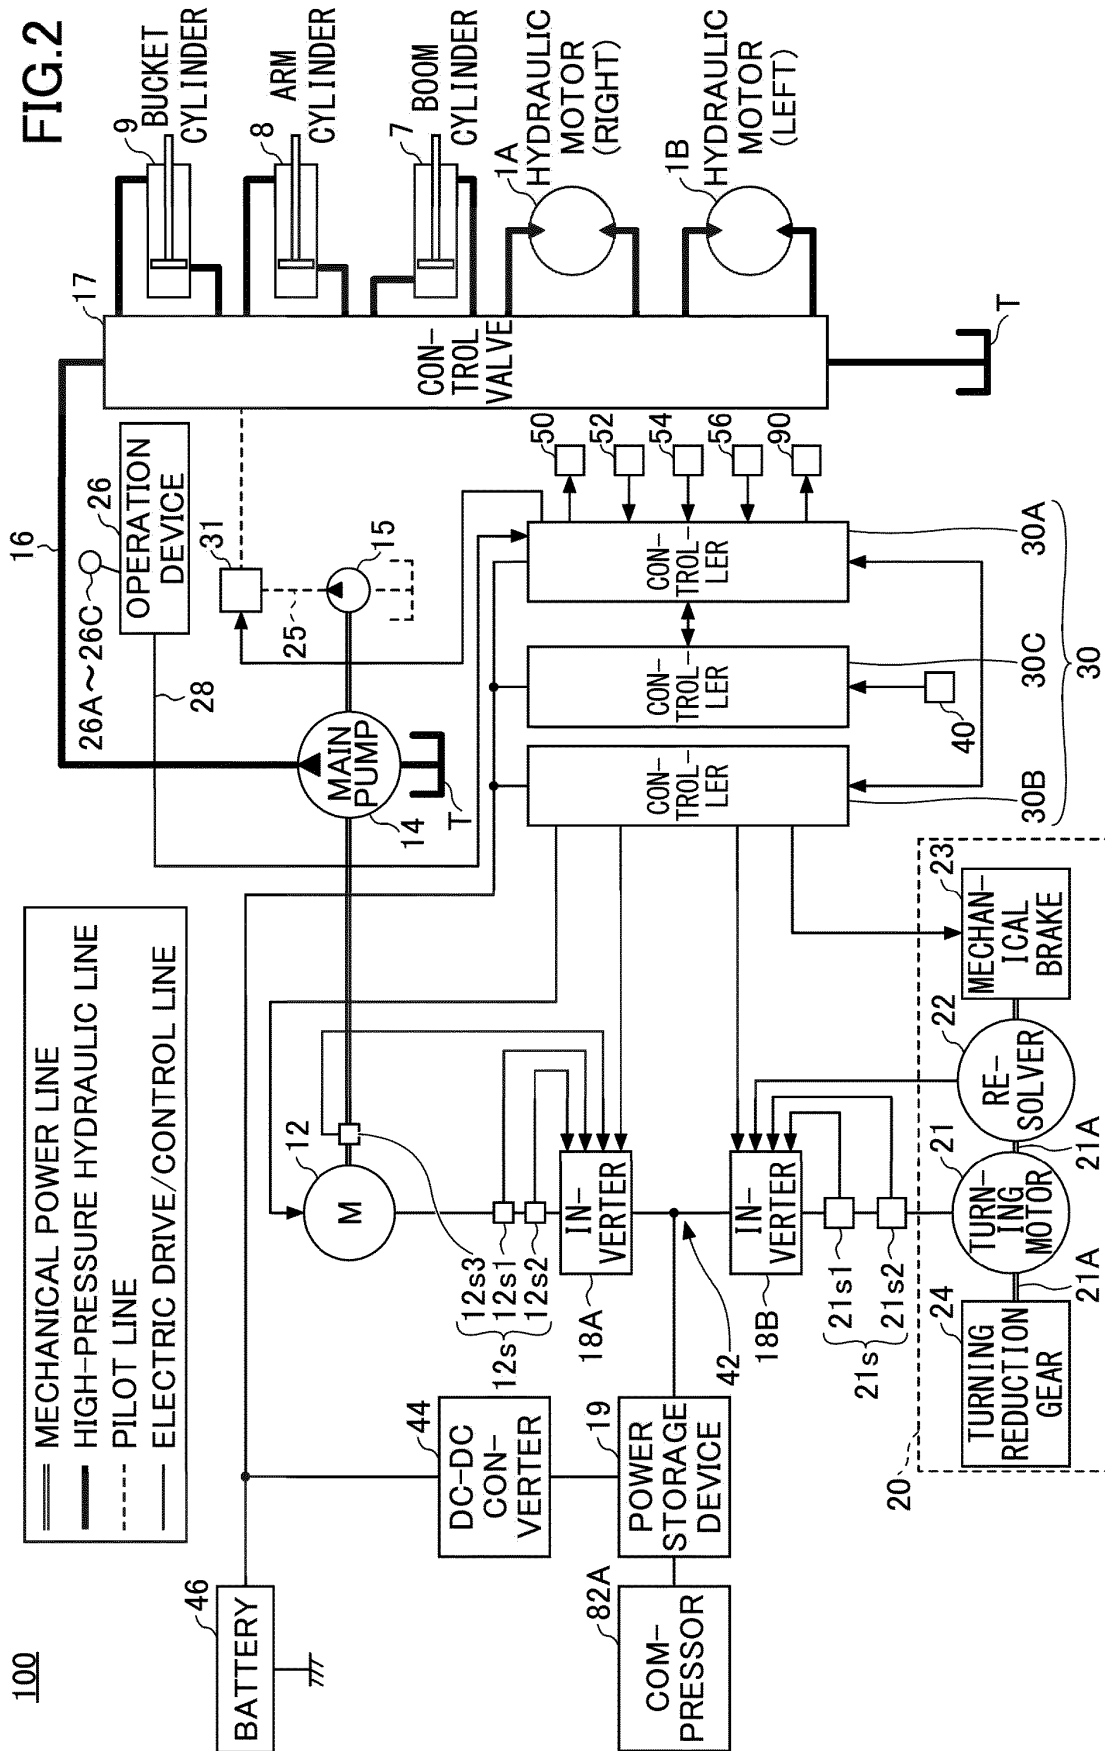 FIG.2
100
MECHANICAL POWER LINE
HIGH-PRESSURE HYDRAULIC LINE
PILOT LINE
ELECTRIC DRIVE/CONTROL LINE
16
26A〜26C
26
OPERATION
DEVICE
28
17
CON-
TROL
VALVE
9
BUCKET
CYLINDER
8
ARM
CYLINDER
7
BOOM
CYLINDER
1A
HYDRAULIC
MOTOR
(RIGHT)
1B
HYDRAULIC
MOTOR
(LEFT)
T
46
BATTERY
12
M
MAIN
PUMP
14
T
31
25
15
44
DC-DC
CON-
VERTER
12s3
12s1
12s2
12s
82A
COM-
PRESSOR
19
POWER
STORAGE
DEVICE
42
18A
IN-
VERTER
18B
IN-
VERTER
21s1
21s2
21s
CON-
TROL-
LER
30B
CON-
TROL-
LER
30C
CON-
TROL-
LER
30A
30
40
50
52
54
56
90
20
24
TURNING
REDUCTION
GEAR
21A
21
TURN-
ING
MOTOR
21A
22
RE-
SOLVER
23
MECHAN-
ICAL
BRAKE